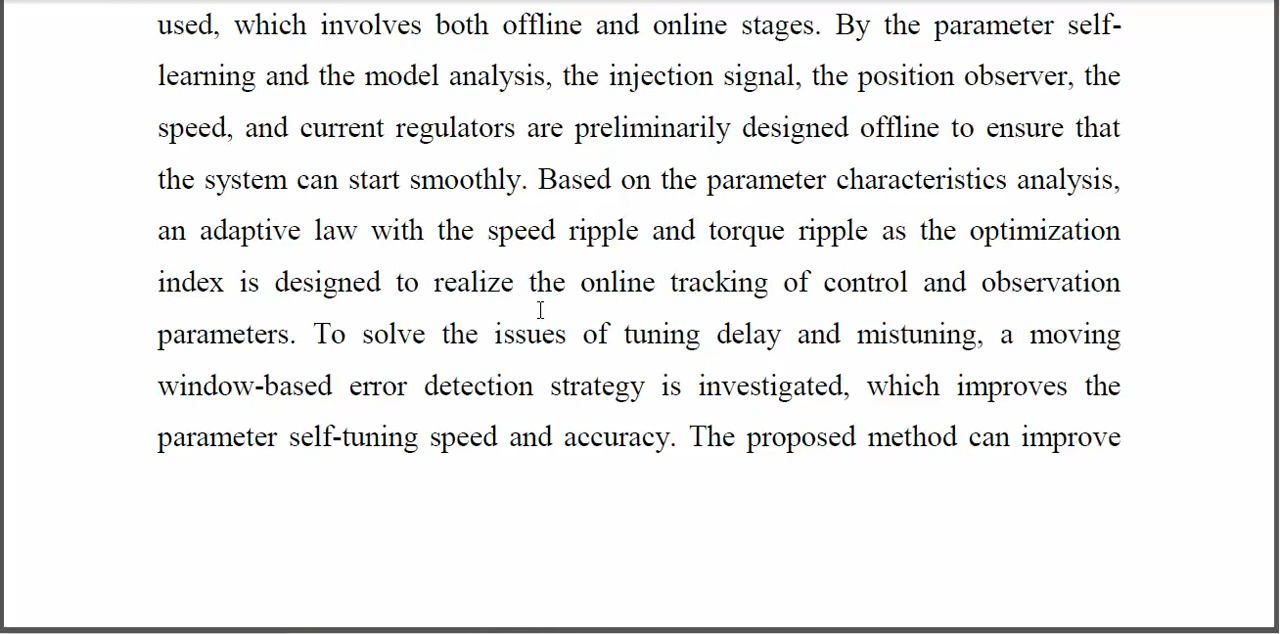 used, which involves both offline and online stages. By the parameter self-
learning and the model analysis, the injection signal, the position observer, the
speed, and current regulators are preliminarily designed offline to ensure that
the system can start smoothly. Based on the parameter characteristics analysis,
an adaptive law with the speed ripple and torque ripple as the optimization
index is designed to realize the online tracking of control and observation
parameters. To solve the issues of tuning delay and mistuning, a moving
window-based error detection strategy is investigated, which improves the
parameter self-tuning speed and accuracy. The proposed method can improve